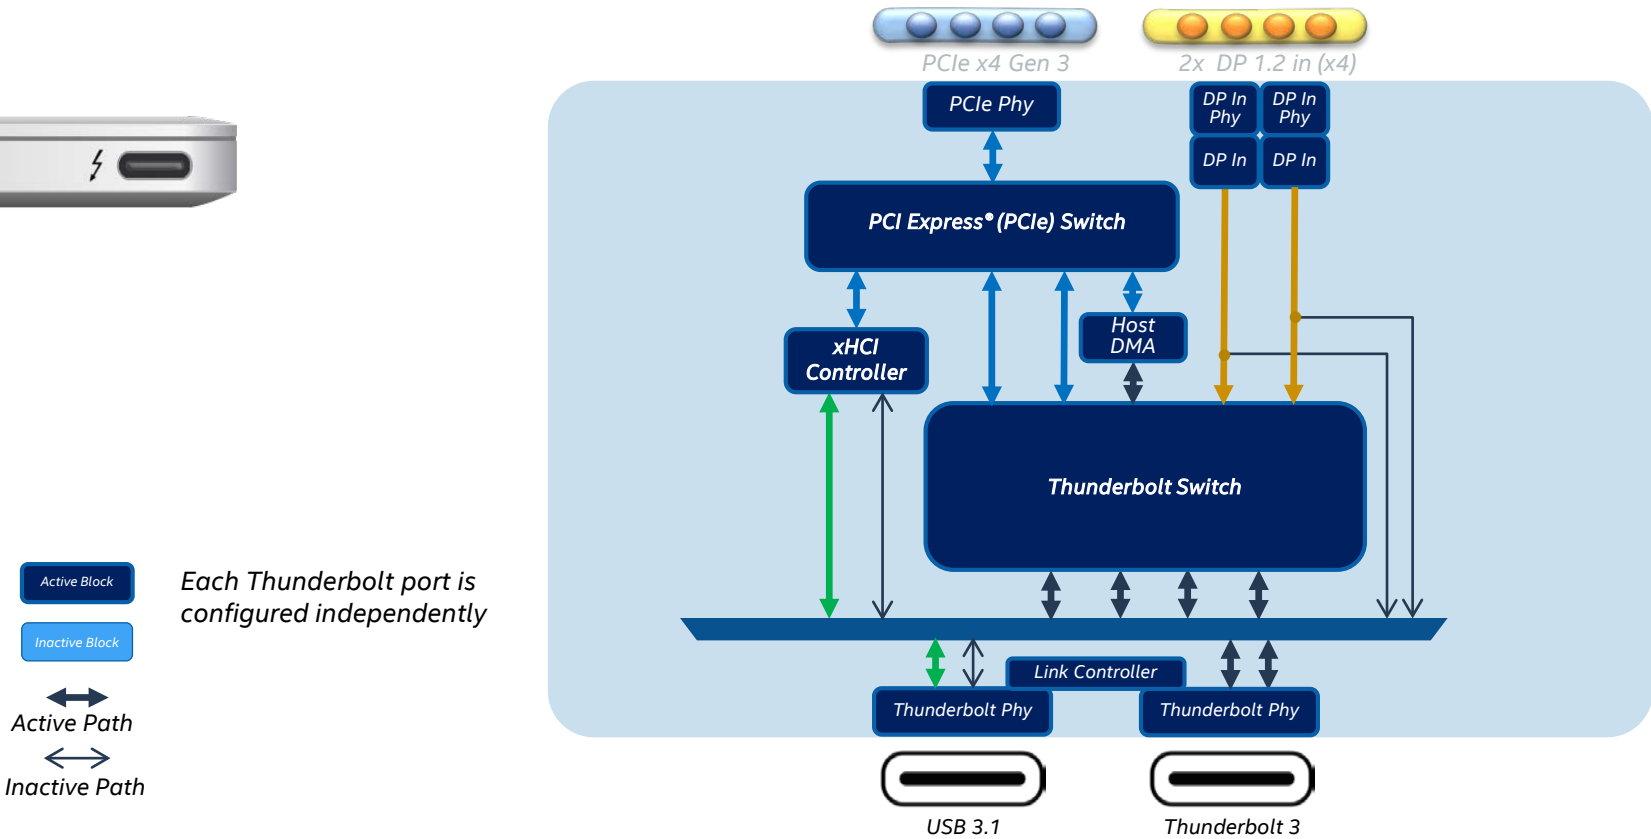 PCIe x4 Gen 3
2x DP 1.2 in (x4)
PCIe Phy
DP In
Phy
DP In
Phy
DP In
DP In
PCI Express® (PCIe) Switch
Host
DMA
xHCI
Controller
Thunderbolt Switch
Active Block
Each Thunderbolt port is
configured independently
Inactive Block
Active Path
Inactive Path
Link Controller
Thunderbolt Phy
Thunderbolt Phy
USB 3.1
Thunderbolt 3